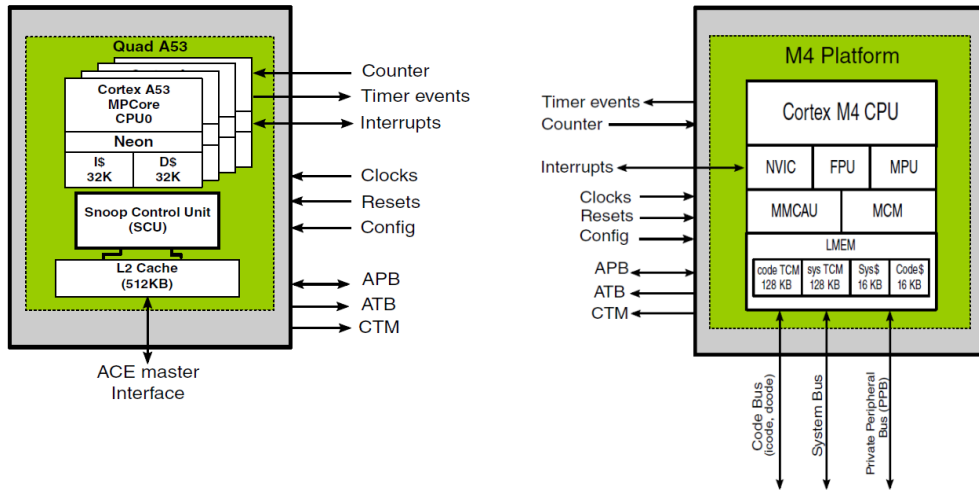 Quad A53
Cortex A53
MPCore
CPU0
Neon
I$
32K
D$
32K
Snoop Control Unit
(SCU)
L2 Cache
(512KB)
Counter
Timer events
Interrupts
Clocks
Resets
Config
APB
ATB
CTM
ACE master
Interface
M4 Platform
Cortex M4 CPU
NVIC
FPU
MPU
MMCAU
MCM
LMEM
code TCM
128 KB
sys TCM
128 KB
Sys$
16 KB
Code$
16 KB
Timer events
Counter
Interrupts
Clocks
Resets
Config
APB
ATB
CTM
Code Bus
(icode, dcode)
System Bus
Private Peripheral
Bus (PPB)